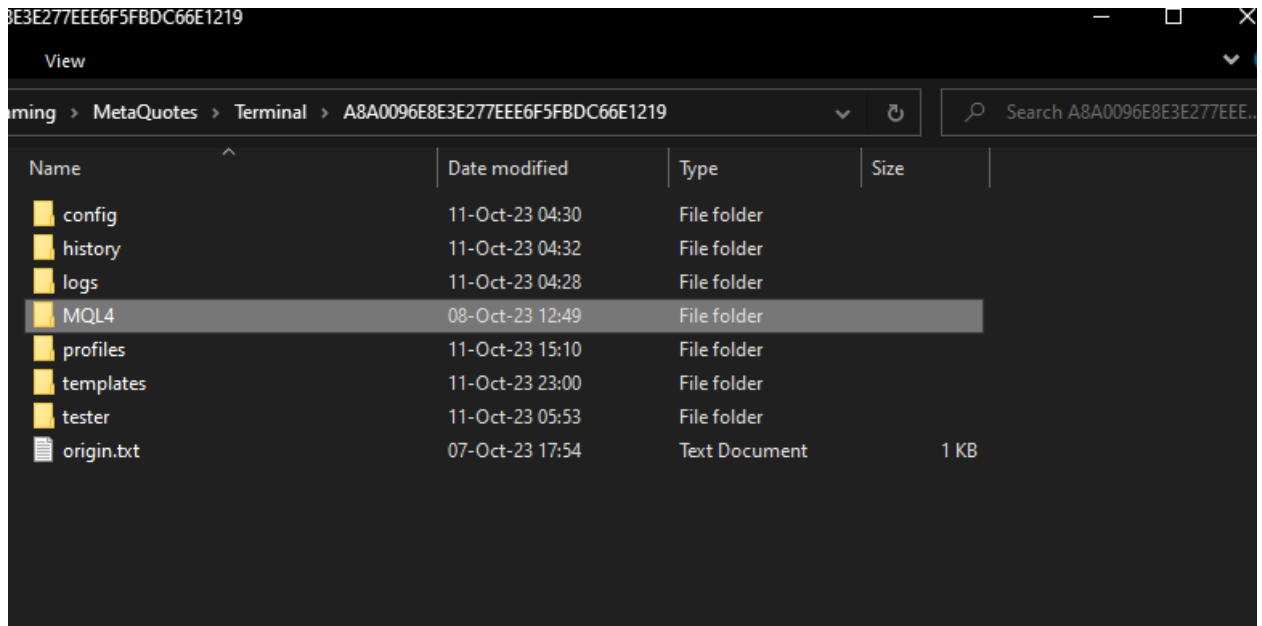 8E3E277EEE6F5FBDC66E1219
View
ming > MetaQuotes > Terminal > A8A0096E8E3E277EEE6F5FBDC66E1219
Search A8A0096E8E3E277EEE...
Name Date modified Type Size
config 11-Oct-23 04:30 File folder
history 11-Oct-23 04:32 File folder
logs 11-Oct-23 04:28 File folder
MQL4 08-Oct-23 12:49 File folder
profiles 11-Oct-23 15:10 File folder
templates 11-Oct-23 23:00 File folder
tester 11-Oct-23 05:53 File folder
origin.txt 07-Oct-23 17:54 Text Document 1 KB